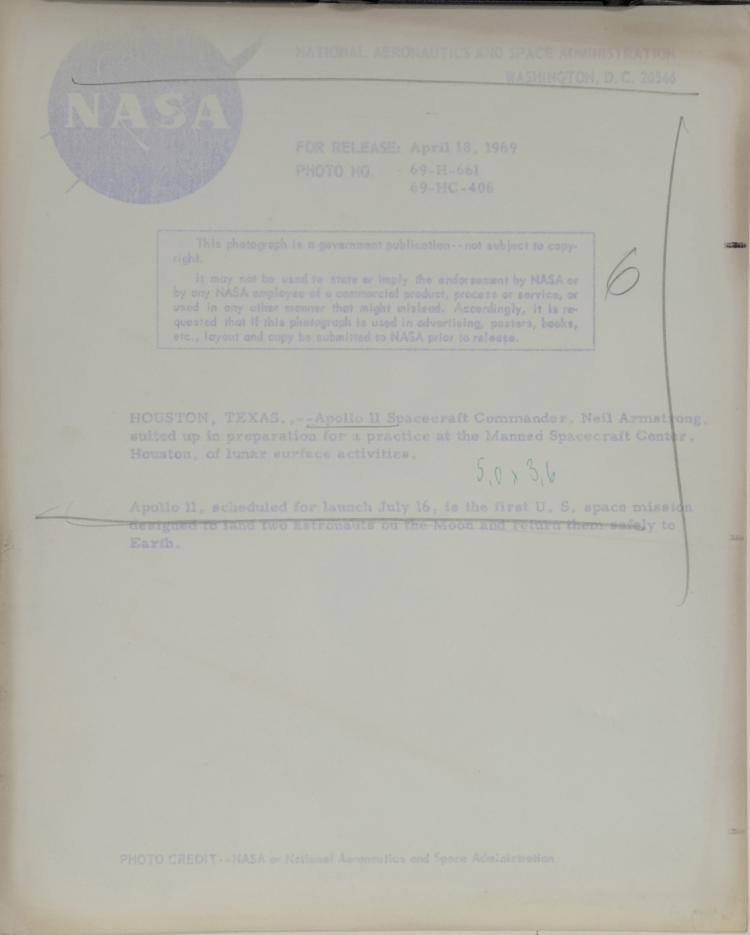 NATIONAL AERONAUTICS AND SPACE ADMINISTRATION
WASHINGTON, D. C. 20546
NASA
FOR RELEASE: April 18, 1969
PHOTO NO. 69-H-661
69-HC-406
This photograph is a government publication--not subject to copy-
right.
It may not be used to state or imply the endorsement by NASA or
by any NASA employee of a commercial product, process or service, or
used in any other manner that might mislead. Accordingly, it is re-
quested that if this photograph is used in advertising, posters, books,
etc., layout and copy be submitted to NASA prior to release.
6
HOUSTON, TEXAS.,--Apollo 11 Spacecraft Commander, Neil Armstrong,
suited up in preparation for a practice at the Manned Spacecraft Center,
Houston, of lunar surface activities.
5,0 x 3,6
Apollo 11, scheduled for launch July 16, is the first U. S. space mission
designed to land two astronauts on the Moon and return them safely to
Earth.
PHOTO CREDIT--NASA or National Aeronautics and Space Administration